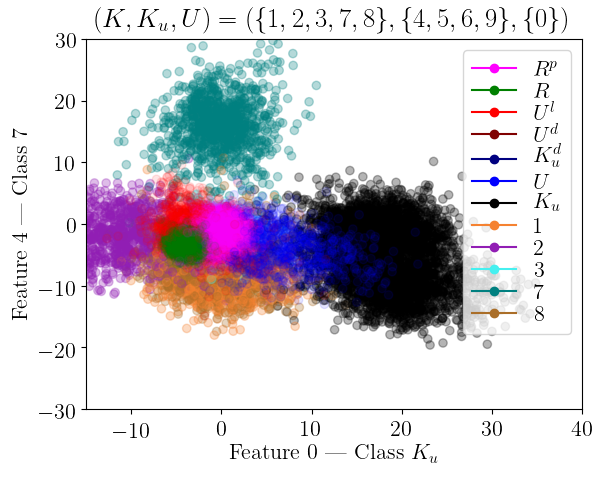 (K, K_u, U) = ({1, 2, 3, 7, 8}, {4, 5, 6, 9}, {0})
30
20
10
0
−10
−20
−30
Feature 4 — Class 7
−10
0
10
20
30
40
Feature 0 — Class K_u
R^p
R
U^l
U^d
K_u^d
U
K_u
1
2
3
7
8